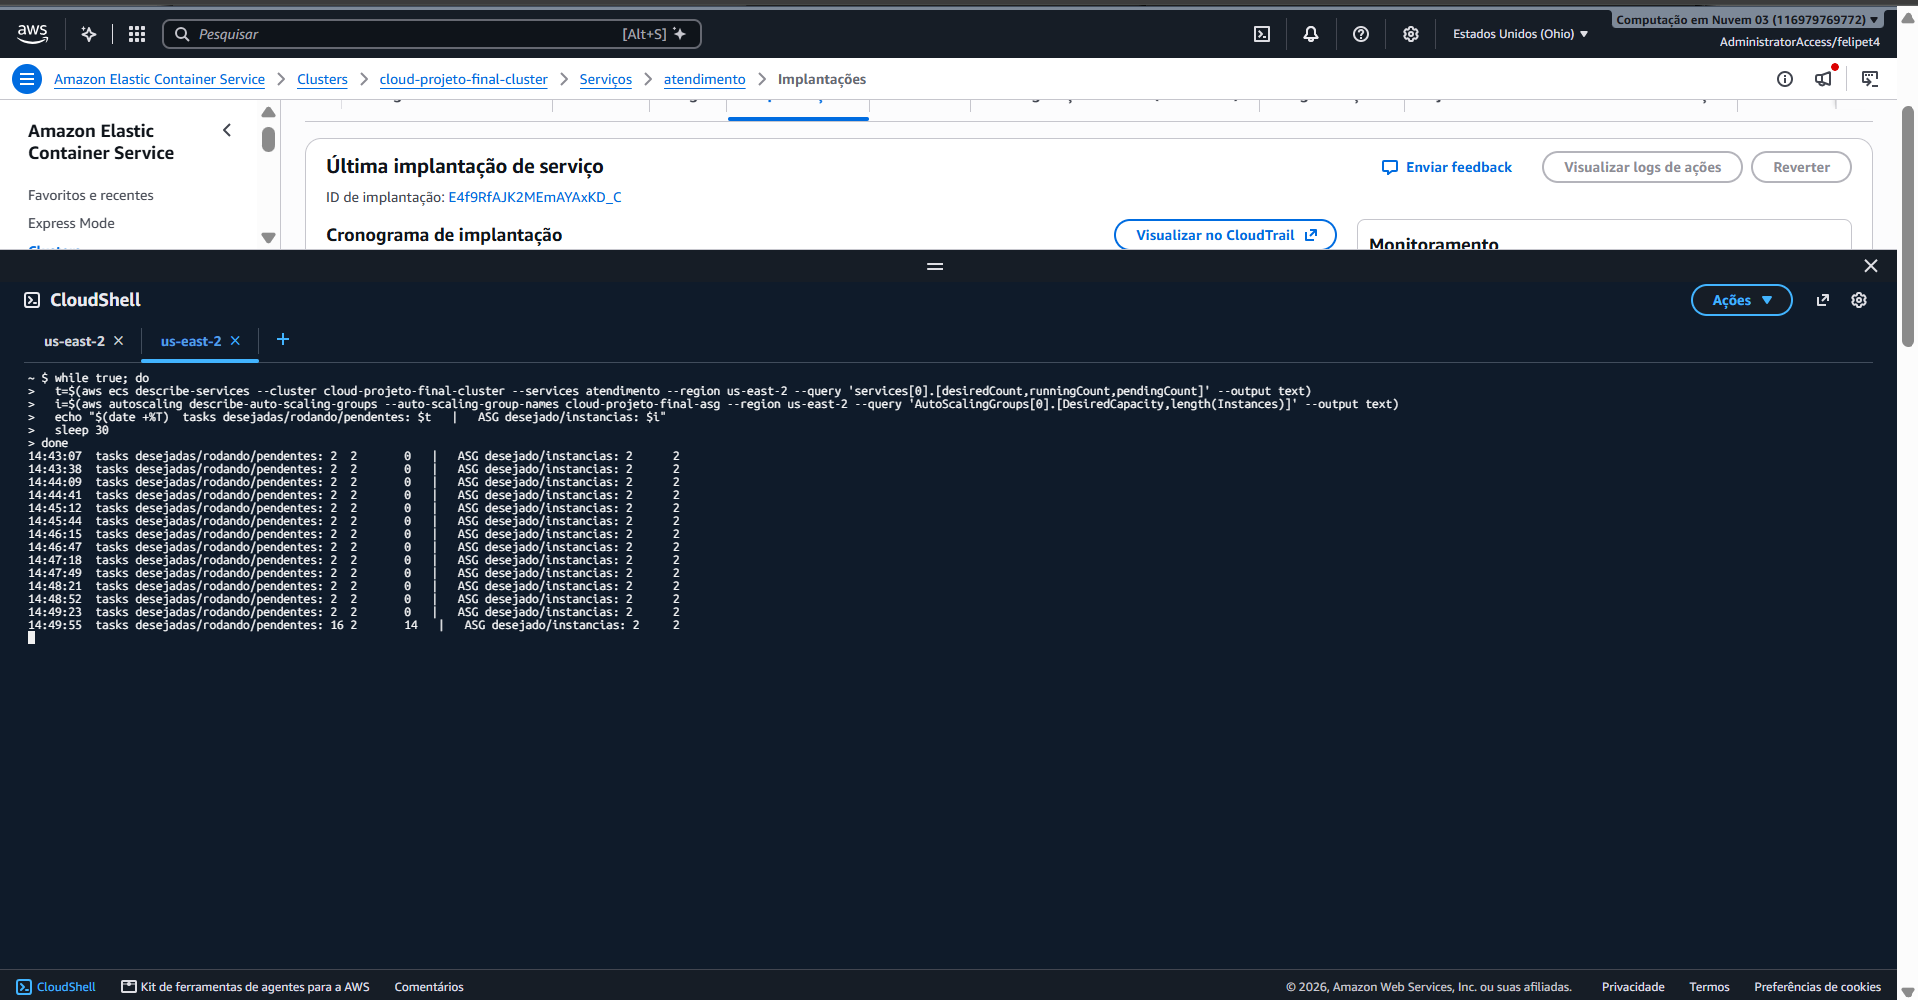 aws
Pesquisar
[Alt+S]
Estados Unidos (Ohio)
Computação em Nuvem 03 (116979769772)
AdministratorAccess/felipet4
Amazon Elastic Container Service
Clusters
cloud-projeto-final-cluster
Serviços
atendimento
Implantações
Amazon Elastic
Container Service
Favoritos e recentes
Express Mode
Clusters
Última implantação de serviço
Enviar feedback
Visualizar logs de ações
Reverter
ID de implantação: E4f9RfAJK2MEmAYAxKD_C
Cronograma de implantação
Visualizar no CloudTrail
Monitoramento
CloudShell
Ações
us-east-2
us-east-2
~ $ while true; do
>   t=$(aws ecs describe-services --cluster cloud-projeto-final-cluster --services atendimento --region us-east-2 --query 'services[0].[desiredCount,runningCount,pendingCount]' --output text)
>   i=$(aws autoscaling describe-auto-scaling-groups --auto-scaling-group-names cloud-projeto-final-asg --region us-east-2 --query 'AutoScalingGroups[0].[DesiredCapacity,length(Instances)]' --output text)
>   echo "$(date +%T)  tasks desejadas/rodando/pendentes: $t   |   ASG desejado/instancias: $i"
>   sleep 30
> done
14:43:07  tasks desejadas/rodando/pendentes: 2  2       0   |   ASG desejado/instancias: 2      2
14:43:38  tasks desejadas/rodando/pendentes: 2  2       0   |   ASG desejado/instancias: 2      2
14:44:09  tasks desejadas/rodando/pendentes: 2  2       0   |   ASG desejado/instancias: 2      2
14:44:41  tasks desejadas/rodando/pendentes: 2  2       0   |   ASG desejado/instancias: 2      2
14:45:12  tasks desejadas/rodando/pendentes: 2  2       0   |   ASG desejado/instancias: 2      2
14:45:44  tasks desejadas/rodando/pendentes: 2  2       0   |   ASG desejado/instancias: 2      2
14:46:15  tasks desejadas/rodando/pendentes: 2  2       0   |   ASG desejado/instancias: 2      2
14:46:47  tasks desejadas/rodando/pendentes: 2  2       0   |   ASG desejado/instancias: 2      2
14:47:18  tasks desejadas/rodando/pendentes: 2  2       0   |   ASG desejado/instancias: 2      2
14:47:49  tasks desejadas/rodando/pendentes: 2  2       0   |   ASG desejado/instancias: 2      2
14:48:21  tasks desejadas/rodando/pendentes: 2  2       0   |   ASG desejado/instancias: 2      2
14:48:52  tasks desejadas/rodando/pendentes: 2  2       0   |   ASG desejado/instancias: 2      2
14:49:23  tasks desejadas/rodando/pendentes: 2  2       0   |   ASG desejado/instancias: 2      2
14:49:55  tasks desejadas/rodando/pendentes: 16 2       14   |   ASG desejado/instancias: 2     2
CloudShell
Kit de ferramentas de agentes para a AWS
Comentários
© 2026, Amazon Web Services, Inc. ou suas afiliadas.
Privacidade
Termos
Preferências de cookies